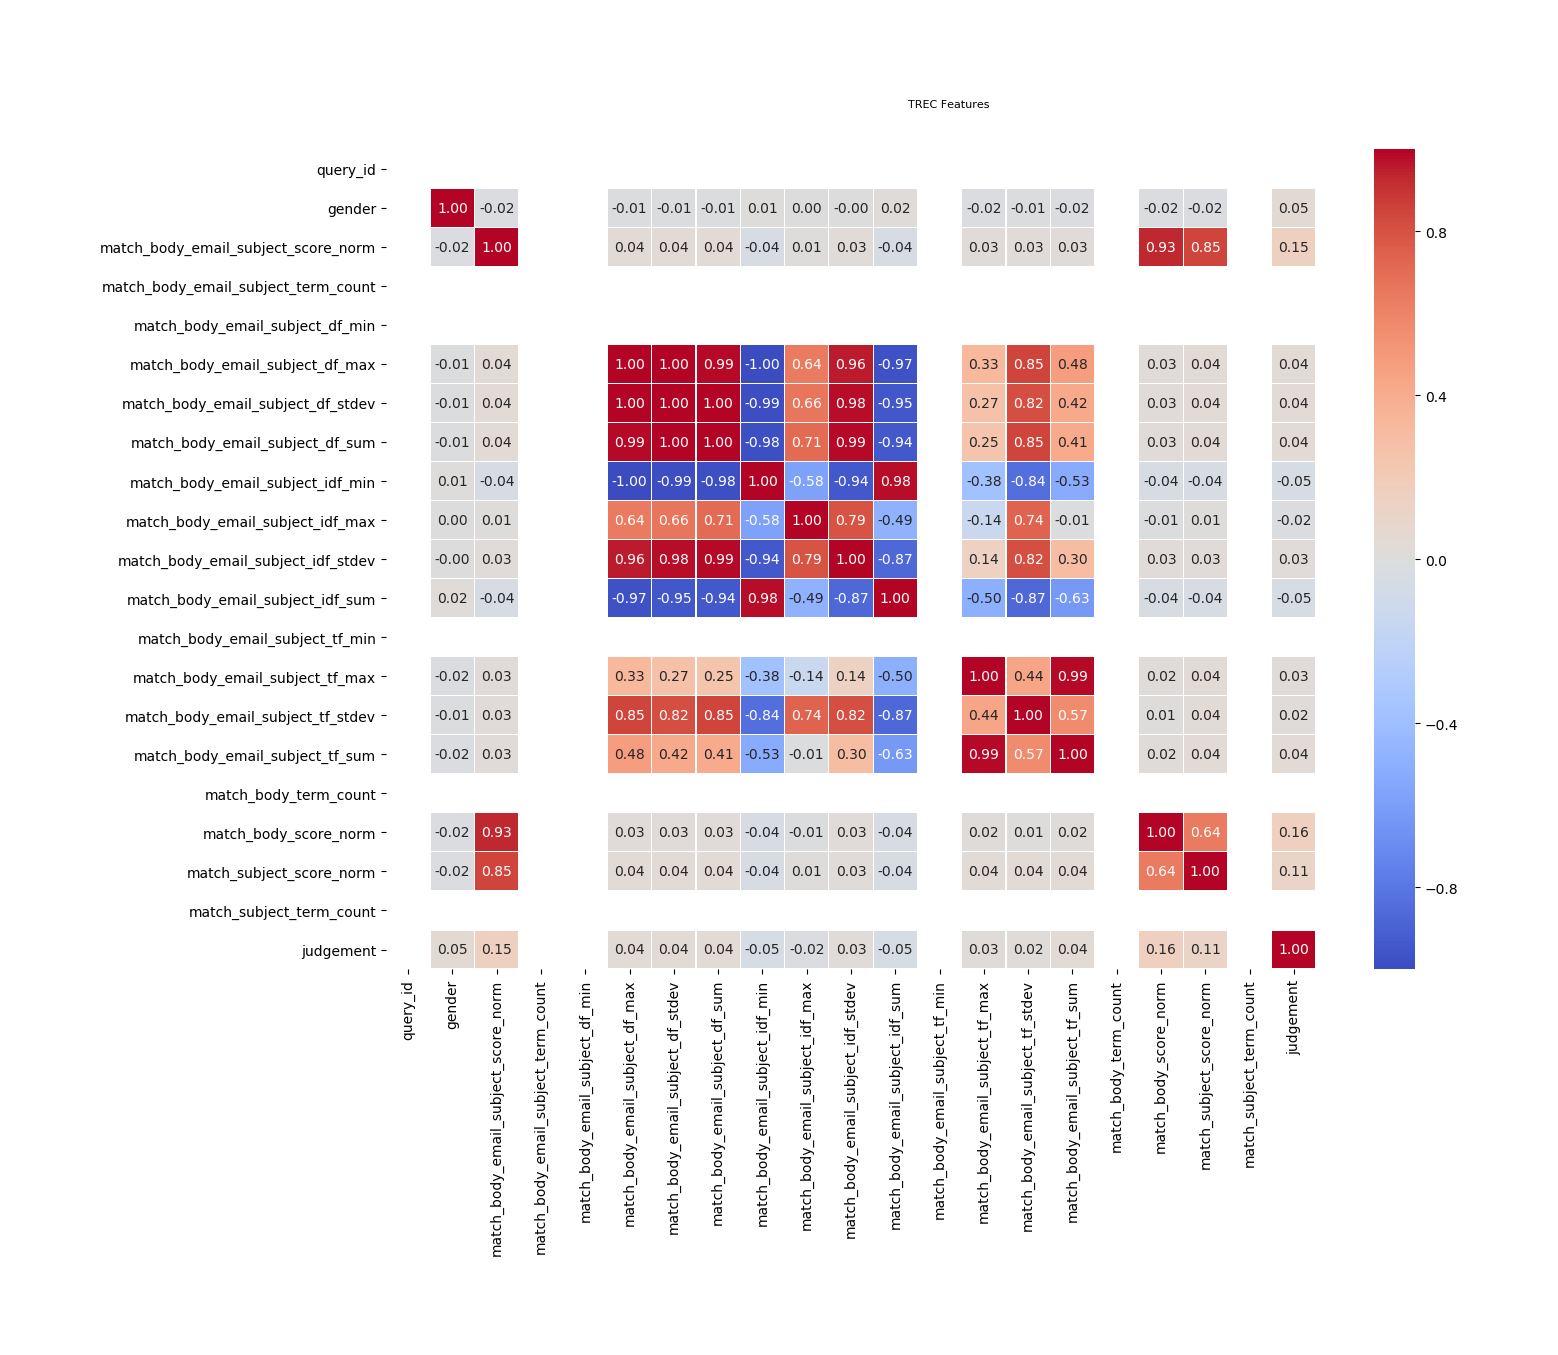 TREC Features
query_id
gender 1.00 -0.02 -0.01 -0.01 -0.01 0.01 0.00 -0.00 0.02 -0.02 -0.01 -0.02 -0.02 -0.02 0.05
match_body_email_subject_score_norm -0.02 1.00 0.04 0.04 0.04 -0.04 0.01 0.03 -0.04 0.03 0.03 0.03 0.93 0.85 0.15
match_body_email_subject_term_count
match_body_email_subject_df_min
match_body_email_subject_df_max -0.01 0.04 1.00 1.00 0.99 -1.00 0.64 0.96 -0.97 0.33 0.85 0.48 0.03 0.04 0.04
match_body_email_subject_df_stdev -0.01 0.04 1.00 1.00 1.00 -0.99 0.66 0.98 -0.95 0.27 0.82 0.42 0.03 0.04 0.04
match_body_email_subject_df_sum -0.01 0.04 0.99 1.00 1.00 -0.98 0.71 0.99 -0.94 0.25 0.85 0.41 0.03 0.04 0.04
match_body_email_subject_idf_min 0.01 -0.04 -1.00 -0.99 -0.98 1.00 -0.58 -0.94 0.98 -0.38 -0.84 -0.53 -0.04 -0.04 -0.05
match_body_email_subject_idf_max 0.00 0.01 0.64 0.66 0.71 -0.58 1.00 0.79 -0.49 -0.14 0.74 -0.01 -0.01 0.01 -0.02
match_body_email_subject_idf_stdev -0.00 0.03 0.96 0.98 0.99 -0.94 0.79 1.00 -0.87 0.14 0.82 0.30 0.03 0.03 0.03
match_body_email_subject_idf_sum 0.02 -0.04 -0.97 -0.95 -0.94 0.98 -0.49 -0.87 1.00 -0.50 -0.87 -0.63 -0.04 -0.04 -0.05
match_body_email_subject_tf_min
match_body_email_subject_tf_max -0.02 0.03 0.33 0.27 0.25 -0.38 -0.14 0.14 -0.50 1.00 0.44 0.99 0.02 0.04 0.03
match_body_email_subject_tf_stdev -0.01 0.03 0.85 0.82 0.85 -0.84 0.74 0.82 -0.87 0.44 1.00 0.57 0.01 0.04 0.02
match_body_email_subject_tf_sum -0.02 0.03 0.48 0.42 0.41 -0.53 -0.01 0.30 -0.63 0.99 0.57 1.00 0.02 0.04 0.04
match_body_term_count
match_body_score_norm -0.02 0.93 0.03 0.03 0.03 -0.04 -0.01 0.03 -0.04 0.02 0.01 0.02 1.00 0.64 0.16
match_subject_score_norm -0.02 0.85 0.04 0.04 0.04 -0.04 0.01 0.03 -0.04 0.04 0.04 0.04 0.64 1.00 0.11
match_subject_term_count
judgement 0.05 0.15 0.04 0.04 0.04 -0.05 -0.02 0.03 -0.05 0.03 0.02 0.04 0.16 0.11 1.00
query_id
gender
match_body_email_subject_score_norm
match_body_email_subject_term_count
match_body_email_subject_df_min
match_body_email_subject_df_max
match_body_email_subject_df_stdev
match_body_email_subject_df_sum
match_body_email_subject_idf_min
match_body_email_subject_idf_max
match_body_email_subject_idf_stdev
match_body_email_subject_idf_sum
match_body_email_subject_tf_min
match_body_email_subject_tf_max
match_body_email_subject_tf_stdev
match_body_email_subject_tf_sum
match_body_term_count
match_body_score_norm
match_subject_score_norm
match_subject_term_count
judgement
0.8
0.4
0.0
−0.4
−0.8